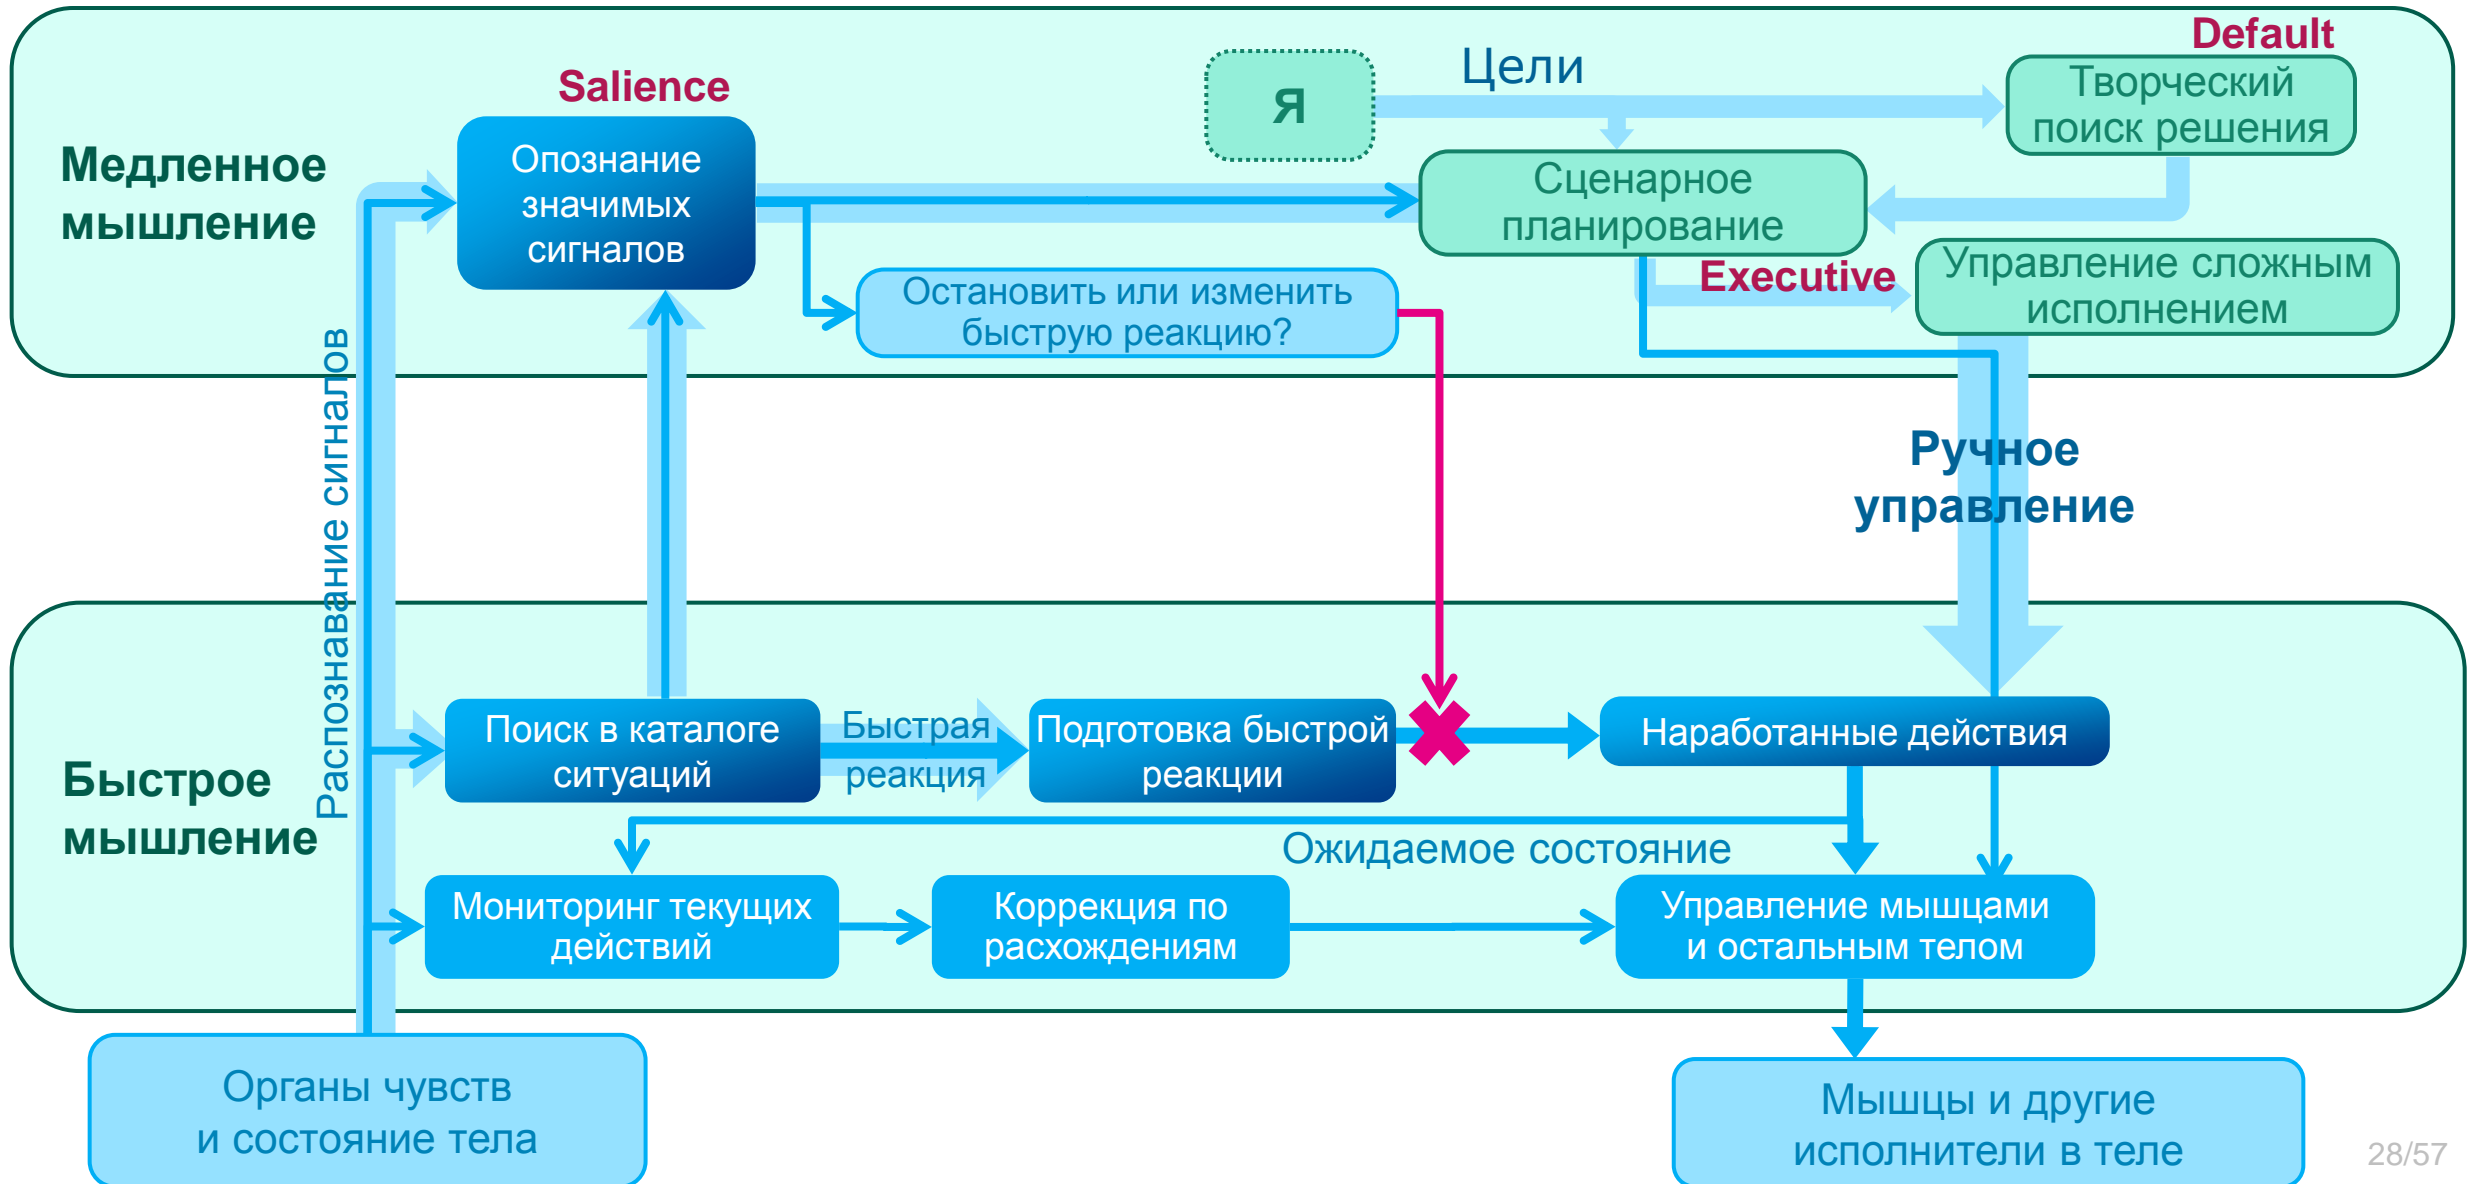 Default
Salience
Я
Цели
Творческий
поиск решения
Медленное
мышление
Опознание
значимых
сигналов
Сценарное
планирование
Остановить или изменить
быструю реакцию?
Executive
Управление сложным
исполнением
Распознавание сигналов
Ручное
управление
Быстрое
мышление
Поиск в каталоге
ситуаций
Быстрая
реакция
Подготовка быстрой
реакции
Наработанные действия
Ожидаемое состояние
Мониторинг текущих
действий
Коррекция по
расхождениям
Управление мышцами
и остальным телом
Органы чувств
и состояние тела
Мышцы и другие
исполнители в теле
28/57